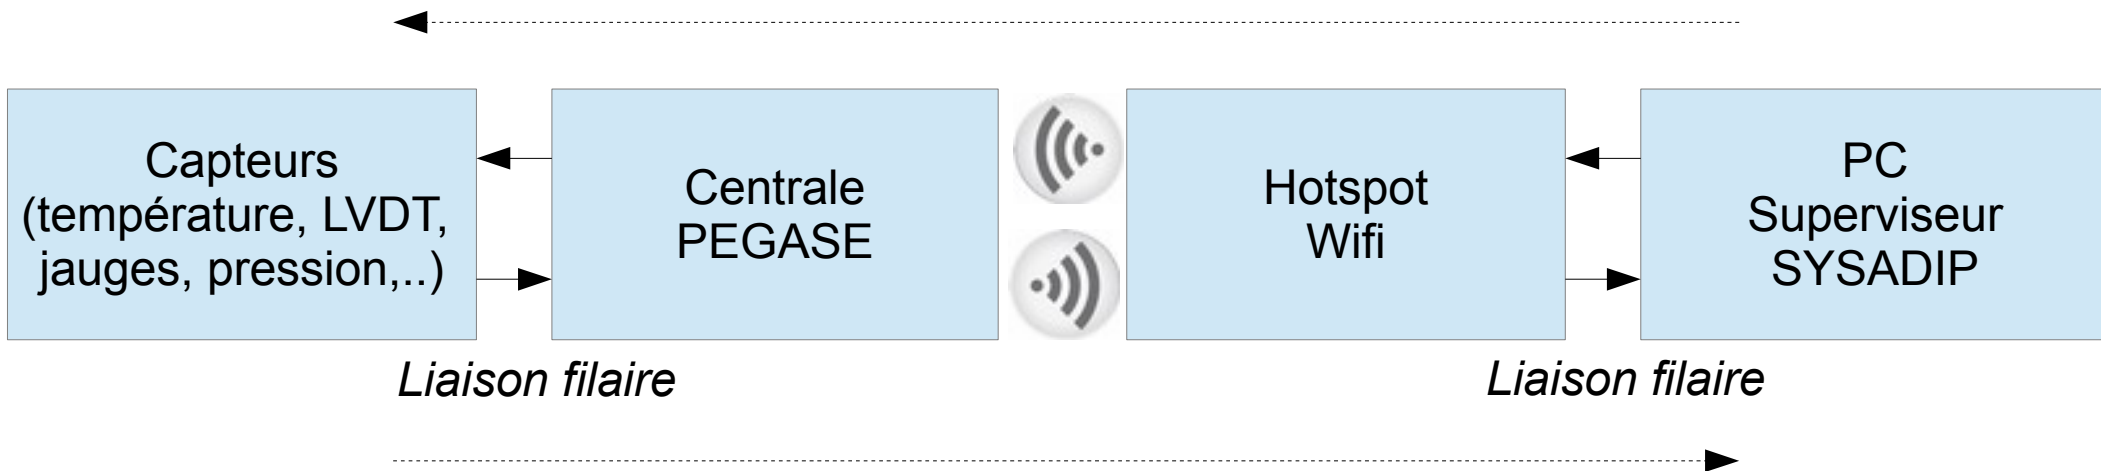 Capteurs
(température, LVDT,
jauges, pression,..)
Centrale
PEGASE
Hotspot
Wifi
PC
Superviseur
SYSADIP
Liaison filaire
Liaison filaire